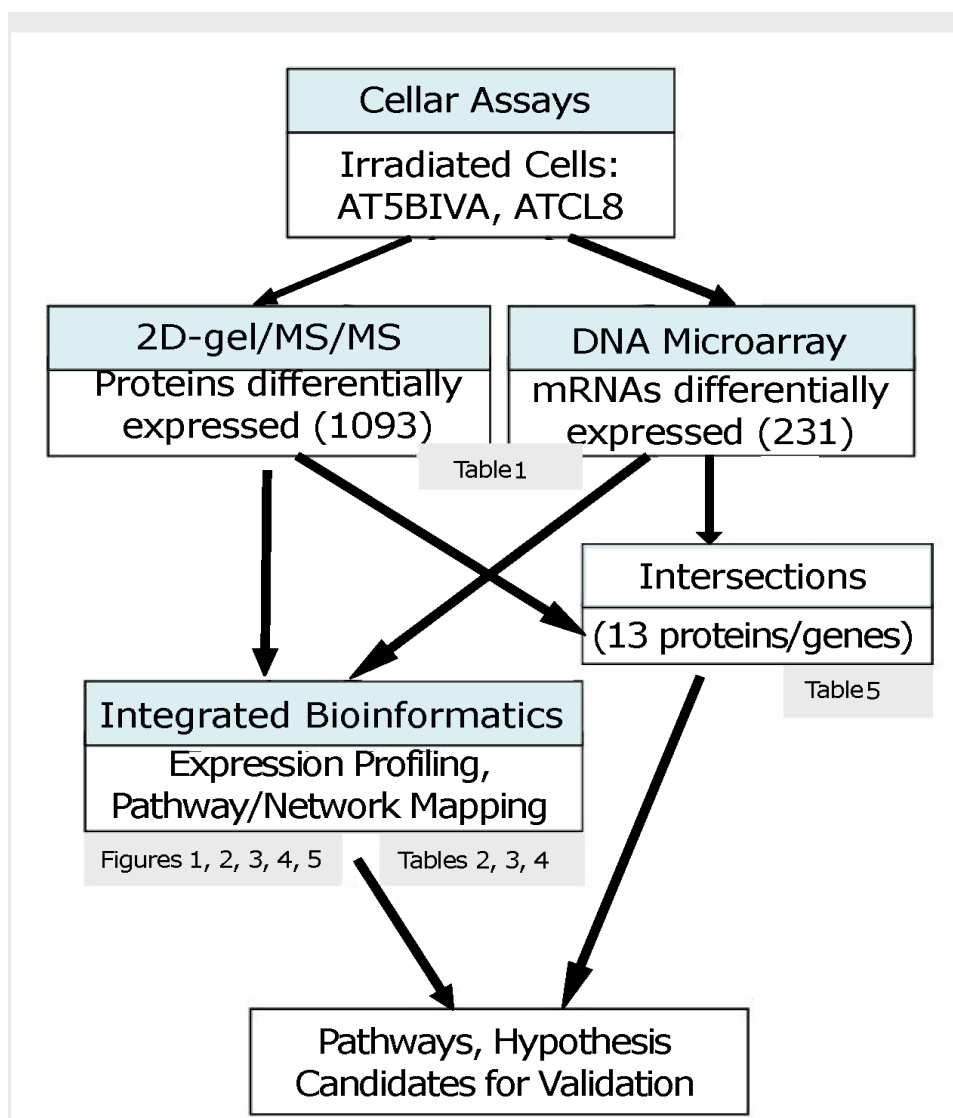 Cellar Assays
Irradiated Cells:
AT5BIVA, ATCL8
2D-gel/MS/MS
Proteins differentially
expressed (1093)
DNA Microarray
mRNAs differentially
expressed (231)
Table1
Intersections
(13 proteins/genes)
Table5
Integrated Bioinformatics
Expression Profiling,
Pathway/Network Mapping
Figures 1, 2, 3, 4, 5
Tables 2, 3, 4
Pathways, Hypothesis
Candidates for Validation